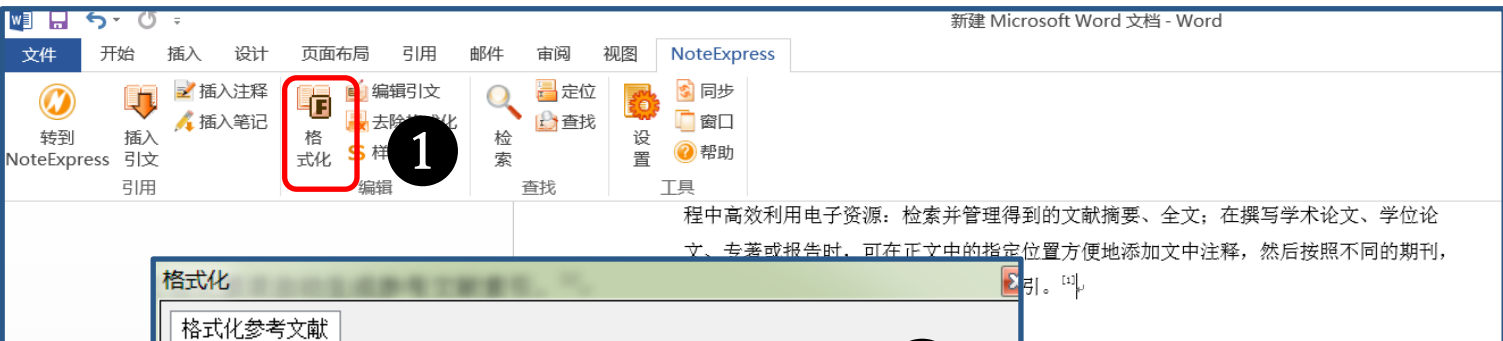 新建 Microsoft Word 文档 - Word
文件 开始 插入 设计 页面布局 引用 邮件 审阅 视图 NoteExpress
转到 NoteExpress
插入引文
插入注释
插入笔记
引用
格式化
编辑引文
去除格式化
样
编辑
1
检索
定位
查找
查找
设置
同步
窗口
帮助
工具
程中高效利用电子资源：检索并管理得到的文献摘要、全文；在撰写学术论文、学位论
文、专著或报告时，可在正文中的指定位置方便地添加文中注释，然后按照不同的期刊，
引。[1]
格式化
格式化参考文献